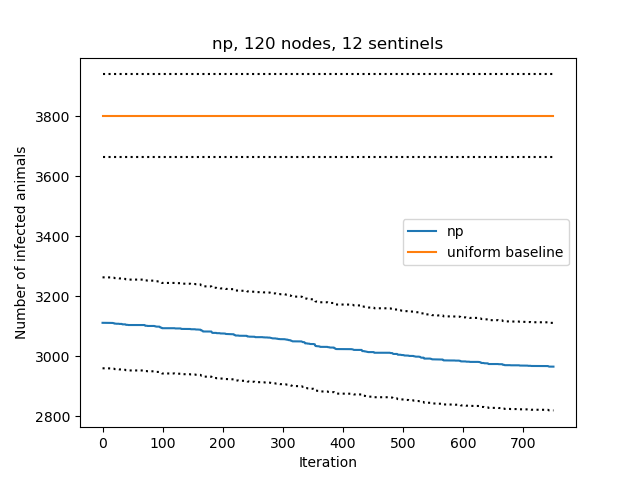 np, 120 nodes, 12 sentinels
Number of infected animals
3800
3600
3400
3200
3000
2800
np
uniform baseline
0 100 200 300 400 500 600 700
Iteration